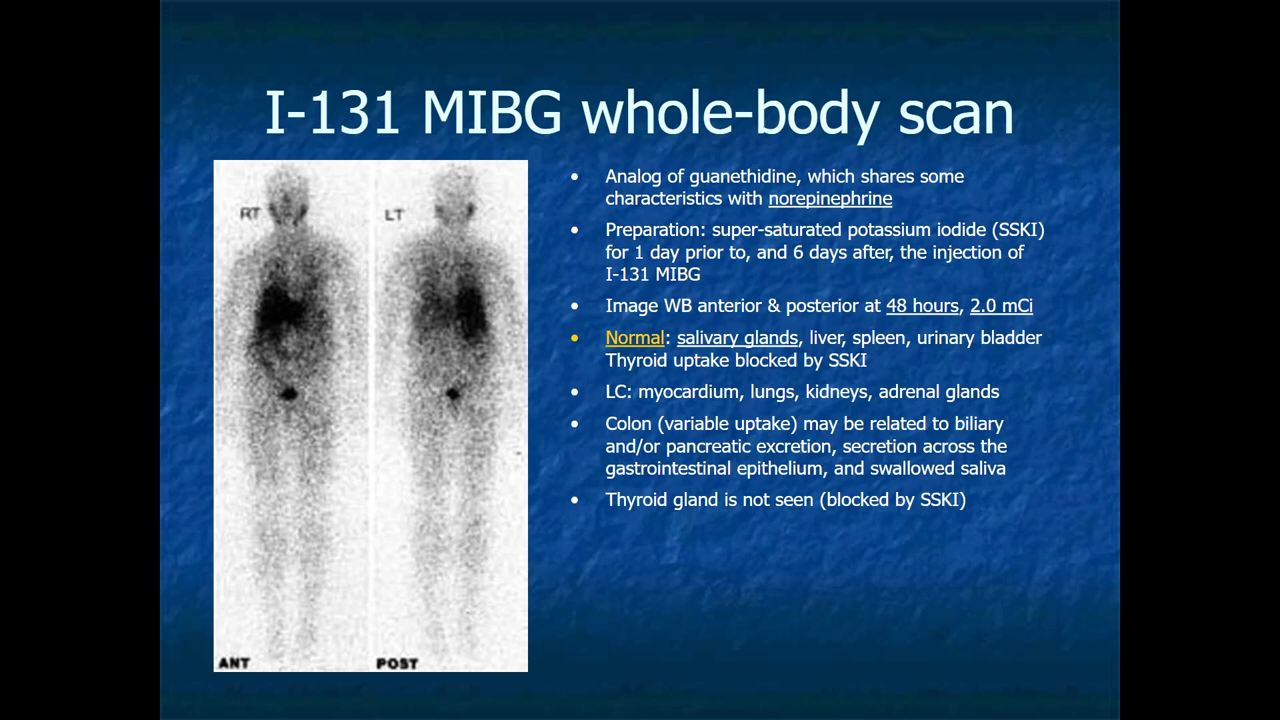 I-131 MIBG whole-body scan
RT
LT
ANT
POST
• Analog of guanethidine, which shares some
characteristics with norepinephrine
• Preparation: super-saturated potassium iodide (SSKI)
for 1 day prior to, and 6 days after, the injection of
I-131 MIBG
• Image WB anterior & posterior at 48 hours, 2.0 mCi
• Normal: salivary glands, liver, spleen, urinary bladder
Thyroid uptake blocked by SSKI
• LC: myocardium, lungs, kidneys, adrenal glands
• Colon (variable uptake) may be related to biliary
and/or pancreatic excretion, secretion across the
gastrointestinal epithelium, and swallowed saliva
• Thyroid gland is not seen (blocked by SSKI)